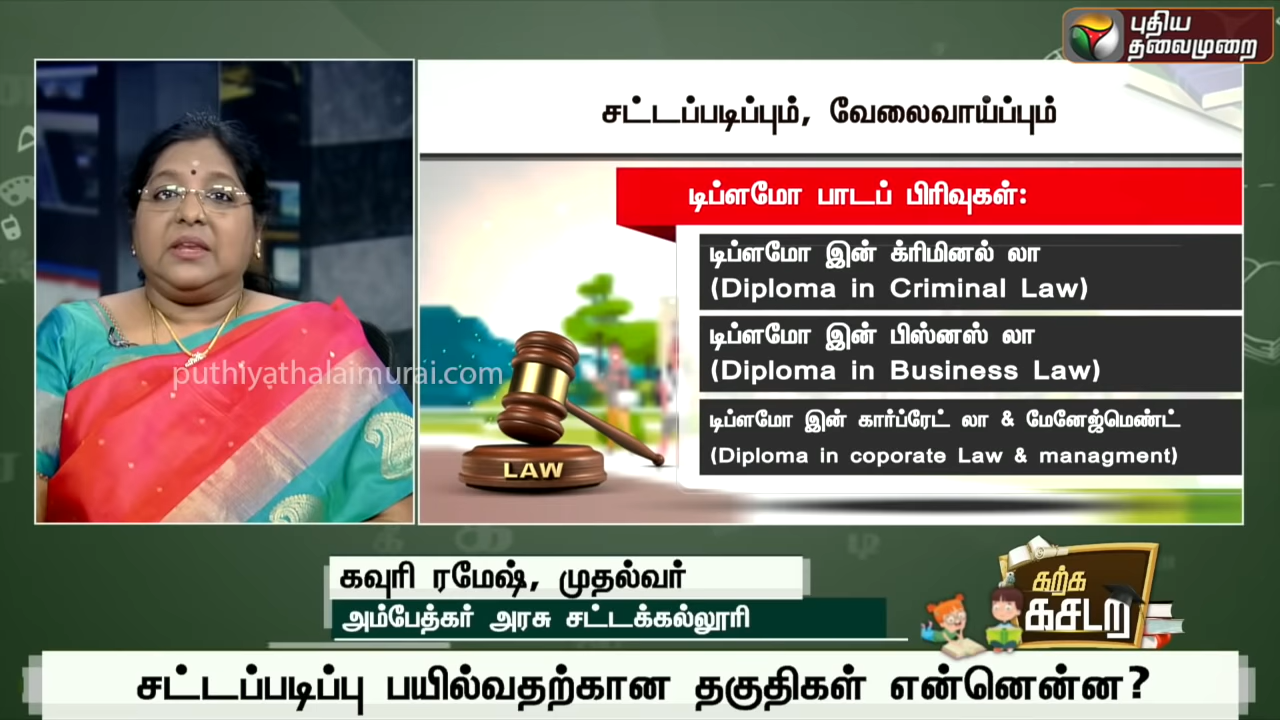 புதிய
தலைமுறை
சட்டப்படிப்பும், வேலைவாய்ப்பும்
டிப்ளமோ பாடப் பிரிவுகள்:
டிப்ளமோ இன் க்ரிமினல் லா
(Diploma in Criminal Law)
டிப்ளமோ இன் பிஸ்னஸ் லா
(Diploma in Business Law)
டிப்ளமோ இன் கார்ப்ரேட் லா & மேனேஜ்மெண்ட்
(Diploma in coporate Law & managment)
LAW
puthiyathalaimurai.com
கவுரி ரமேஷ், முதல்வர்
அம்பேத்கர் அரசு சட்டக்கல்லூரி
கற்க
கசடற
சட்டப்படிப்பு பயில்வதற்கான தகுதிகள் என்னென்ன?